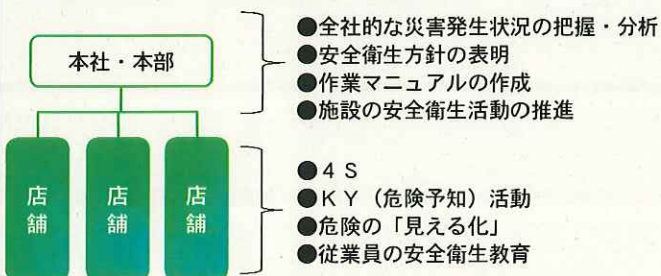 本社・本部
●全社的な災害発生状況の把握・分析
●安全衛生方針の表明
●作業マニュアルの作成
●施設の安全衛生活動の推進
店舗
店舗
店舗
●4S
●KY(危険予知)活動
●危険の「見える化」
●従業員の安全衛生教育